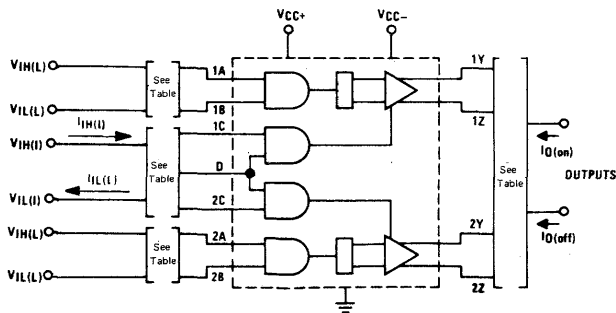 VCC+ VCC-
VIH(L) See Table 1A 1Y
VIL(L) 1B 1Z
IIH(L) 1C
VIH(I) See Table D See Table IO(on)
IIL(L) OUTPUTS
VIL(I) 2C
VIH(L) See Table 2A 2Y IO(off)
VIL(L) 2B 2Z